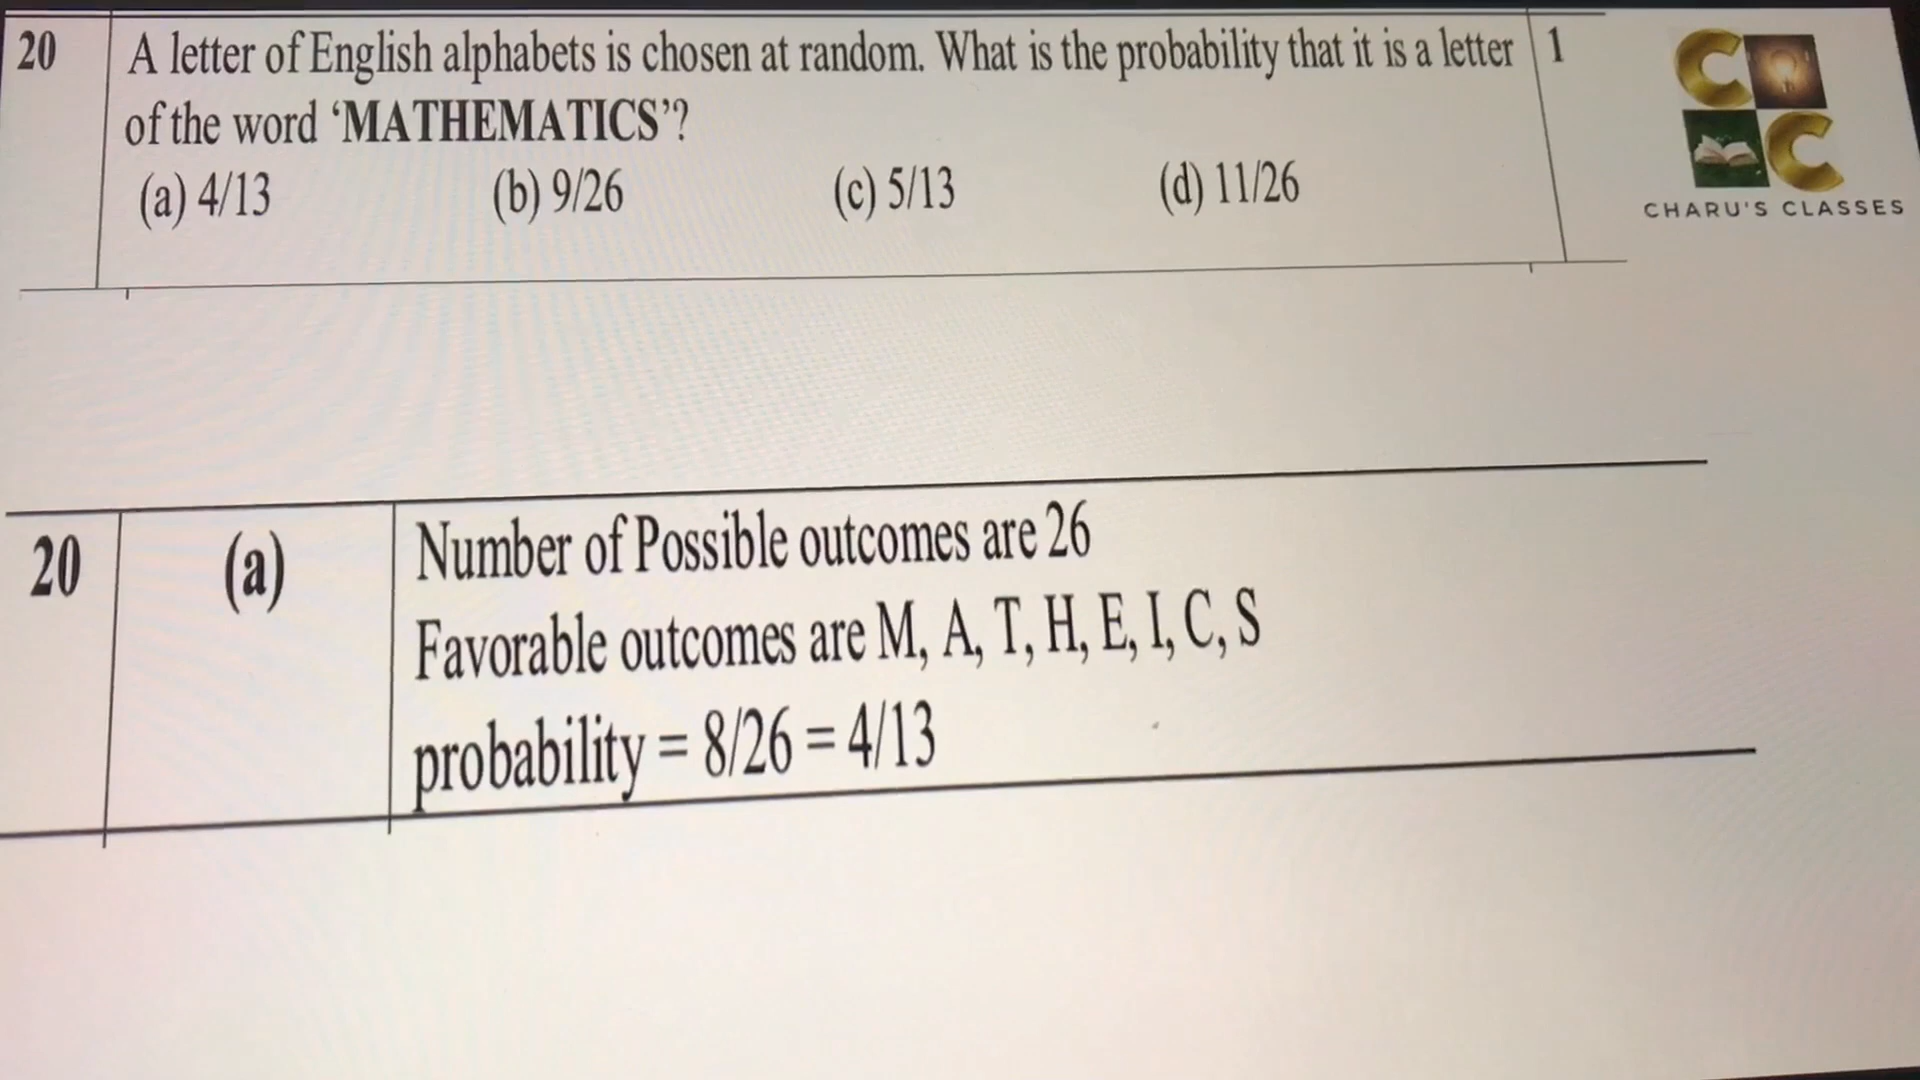 20 A letter of English alphabets is chosen at random. What is the probability that it is a letter 1
of the word ‘MATHEMATICS’?
(a) 4/13 (b) 9/26 (c) 5/13 (d) 11/26
CHARU'S CLASSES
20 (a) Number of Possible outcomes are 26
Favorable outcomes are M, A, T, H, E, I, C, S
probability = 8/26 = 4/13